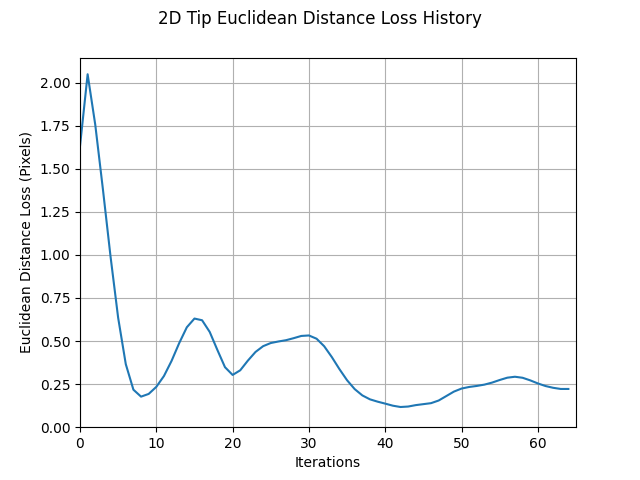 2D Tip Euclidean Distance Loss History
2.00
1.75
1.50
1.25
1.00
0.75
0.50
0.25
0.00
Euclidean Distance Loss (Pixels)
0 10 20 30 40 50 60
Iterations